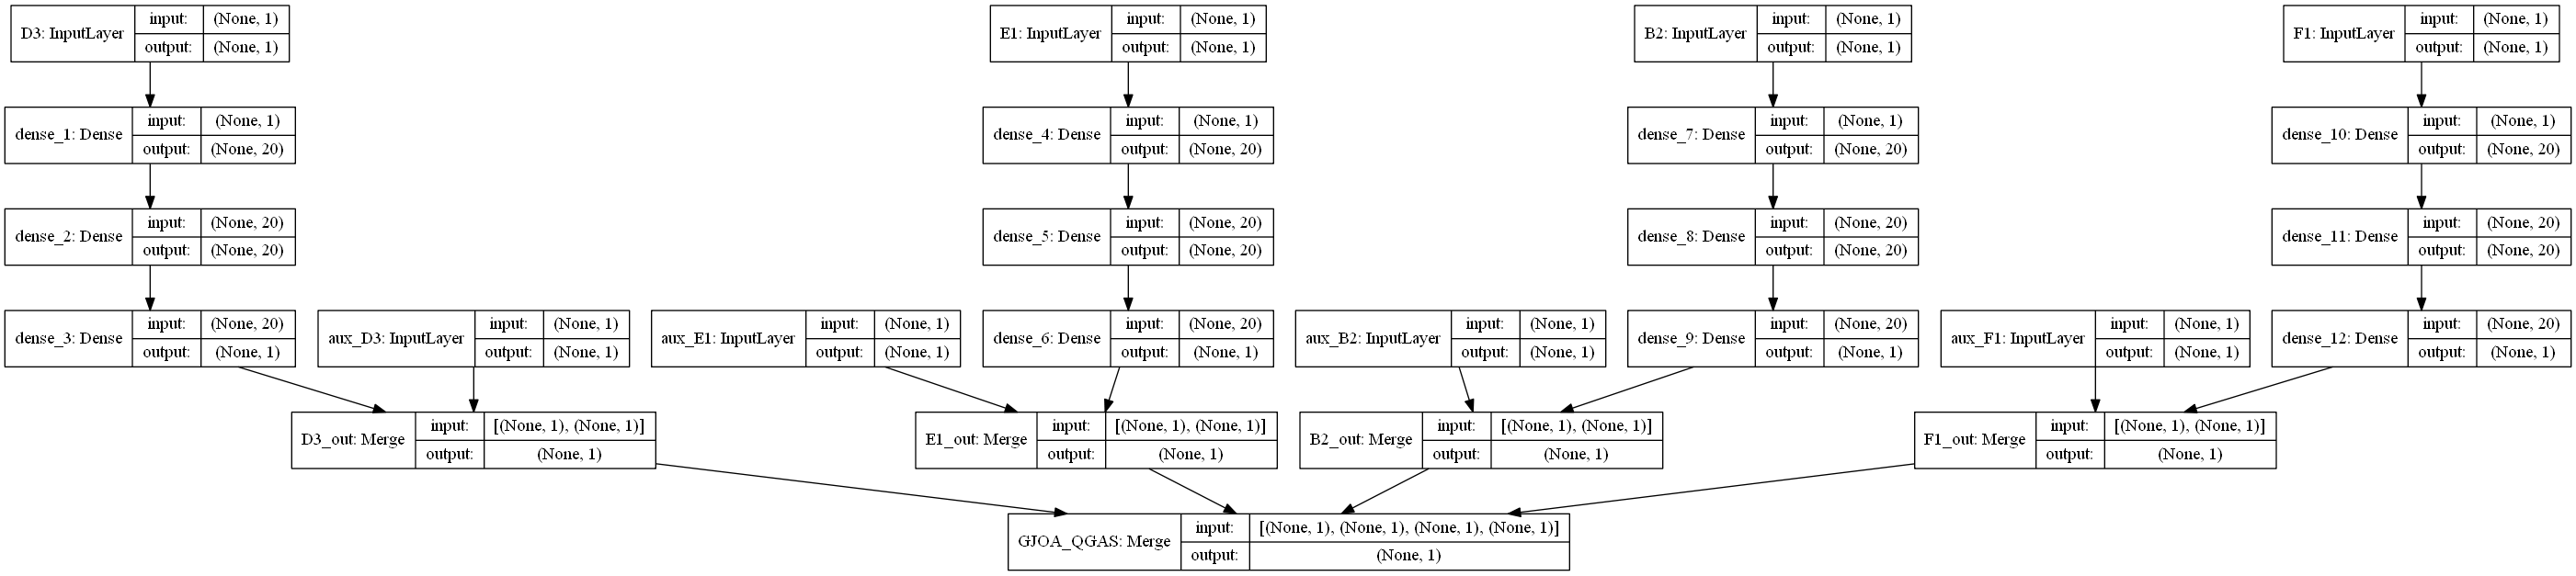 D3: InputLayer input: (None, 1) output: (None, 1)
E1: InputLayer input: (None, 1) output: (None, 1)
B2: InputLayer input: (None, 1) output: (None, 1)
F1: InputLayer input: (None, 1) output: (None, 1)
dense_1: Dense input: (None, 1) output: (None, 20)
dense_4: Dense input: (None, 1) output: (None, 20)
dense_7: Dense input: (None, 1) output: (None, 20)
dense_10: Dense input: (None, 1) output: (None, 20)
dense_2: Dense input: (None, 20) output: (None, 20)
dense_5: Dense input: (None, 20) output: (None, 20)
dense_8: Dense input: (None, 20) output: (None, 20)
dense_11: Dense input: (None, 20) output: (None, 20)
dense_3: Dense input: (None, 20) output: (None, 1)
aux_D3: InputLayer input: (None, 1) output: (None, 1)
aux_E1: InputLayer input: (None, 1) output: (None, 1)
dense_6: Dense input: (None, 20) output: (None, 1)
aux_B2: InputLayer input: (None, 1) output: (None, 1)
dense_9: Dense input: (None, 20) output: (None, 1)
aux_F1: InputLayer input: (None, 1) output: (None, 1)
dense_12: Dense input: (None, 20) output: (None, 1)
D3_out: Merge input: [(None, 1), (None, 1)] output: (None, 1)
E1_out: Merge input: [(None, 1), (None, 1)] output: (None, 1)
B2_out: Merge input: [(None, 1), (None, 1)] output: (None, 1)
F1_out: Merge input: [(None, 1), (None, 1)] output: (None, 1)
GJOA_QGAS: Merge input: [(None, 1), (None, 1), (None, 1), (None, 1)] output: (None, 1)